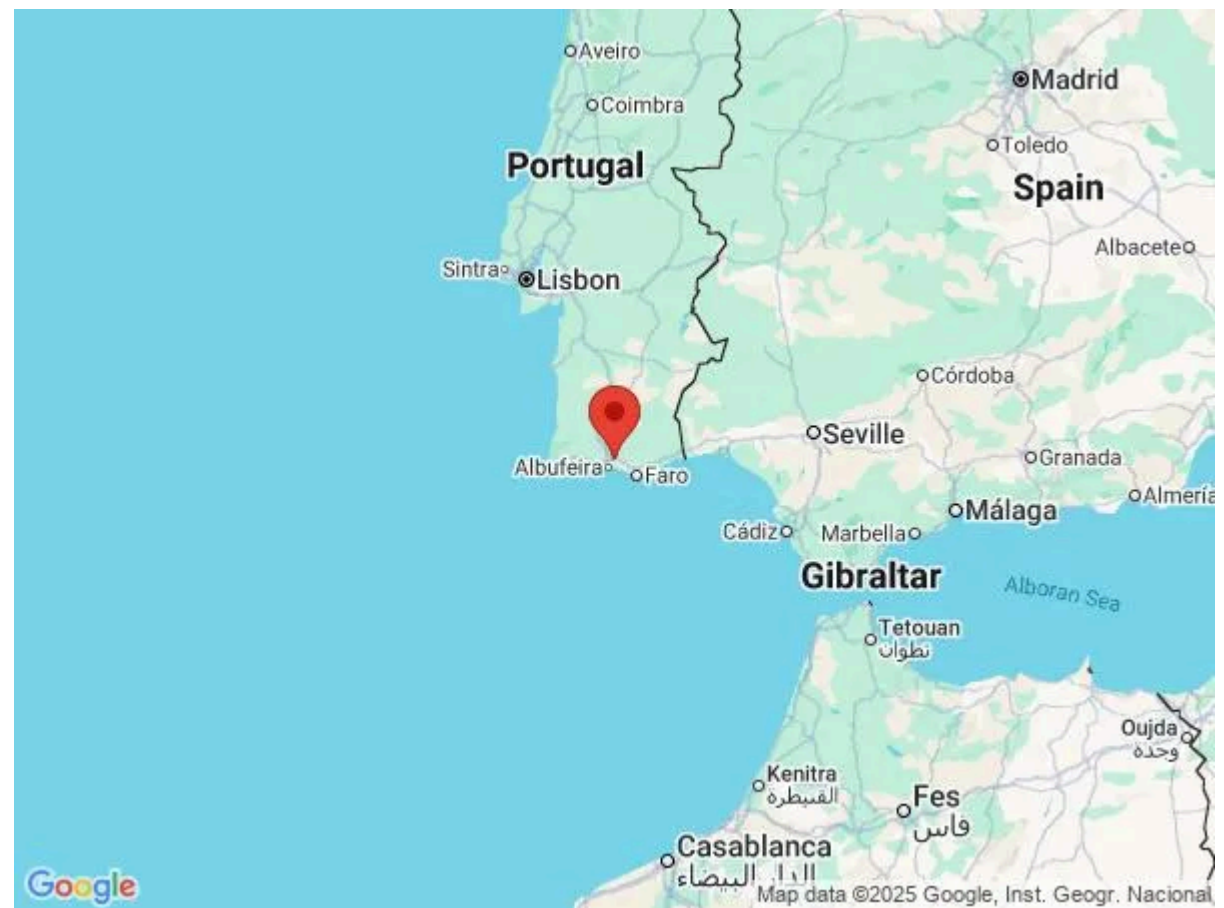 Aveiro
Madrid
Coimbra
Toledo
Portugal
Spain
Albacete
Sintra
Lisbon
Córdoba
Seville
Granada
Albufeira
Faro
Almería
Málaga
Cádiz
Marbella
Gibraltar
Alboran Sea
Tetouan
تطوان
Oujda
وجدة
Kenitra
القنيطرة
Fes
فاس
Casablanca
الدار البيضاء
Google
Map data ©2025 Google, Inst. Geogr. Nacional